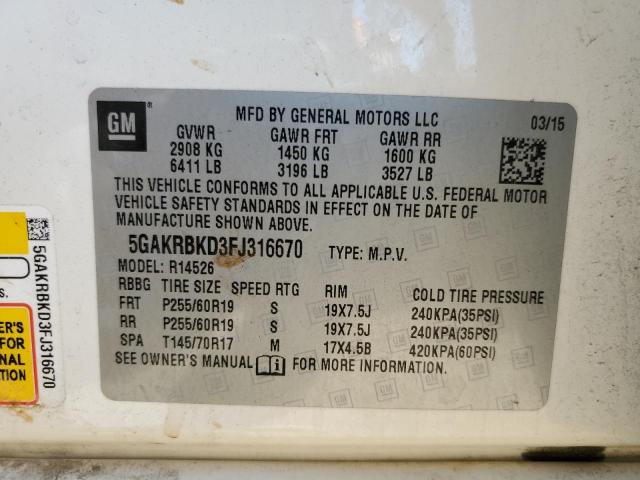 GM
MFD BY GENERAL MOTORS LLC
03/15
GVWR GAWR FRT GAWR RR
2908 KG 1450 KG 1600 KG
6411 LB 3196 LB 3527 LB
THIS VEHICLE CONFORMS TO ALL APPLICABLE U.S. FEDERAL MOTOR
VEHICLE SAFETY STANDARDS IN EFFECT ON THE DATE OF
MANUFACTURE SHOWN ABOVE.
5GAKRBKD3FJ316670 TYPE: M.P.V.
MODEL: R14526
RBBG TIRE SIZE SPEED RTG RIM COLD TIRE PRESSURE
FRT P255/60R19 S 19X7.5J 240KPA(35PSI)
RR P255/60R19 S 19X7.5J 240KPA(35PSI)
SPA T145/70R17 M 17X4.5B 420KPA(60PSI)
SEE OWNER'S MANUAL FOR MORE INFORMATION.
5GAKRBKD3FJ316670
S.
NER'S
FOR
ONAL
ION